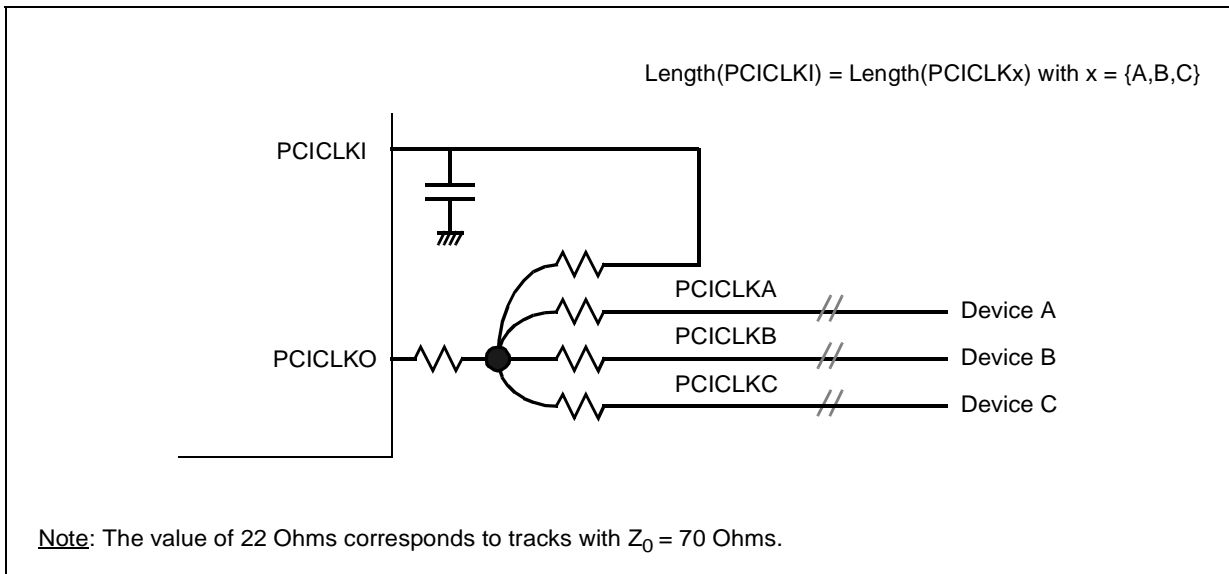 Length(PCICLKI) = Length(PCICLKx) with x = {A,B,C}
PCICLKI
PCICLKA
Device A
PCICLKB
PCICLKO
Device B
PCICLKC
Device C
Note: The value of 22 Ohms corresponds to tracks with Z0 = 70 Ohms.